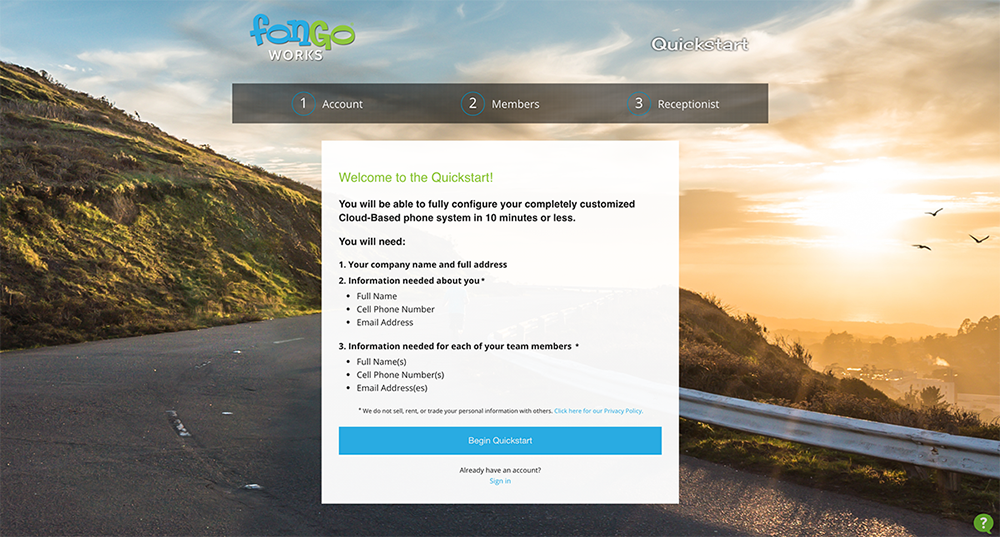 fonGo
WORKS
Quickstart
1 Account
2 Members
3 Receptionist
Welcome to the Quickstart!
You will be able to fully configure your completely customized
Cloud-Based phone system in 10 minutes or less.
You will need:
1. Your company name and full address
2. Information needed about you *
• Full Name
• Cell Phone Number
• Email Address
3. Information needed for each of your team members *
• Full Name(s)
• Cell Phone Number(s)
• Email Address(es)
* We do not sell, rent, or trade your personal information with others. Click here for our Privacy Policy.
Begin Quickstart
Already have an account?
Sign in
?